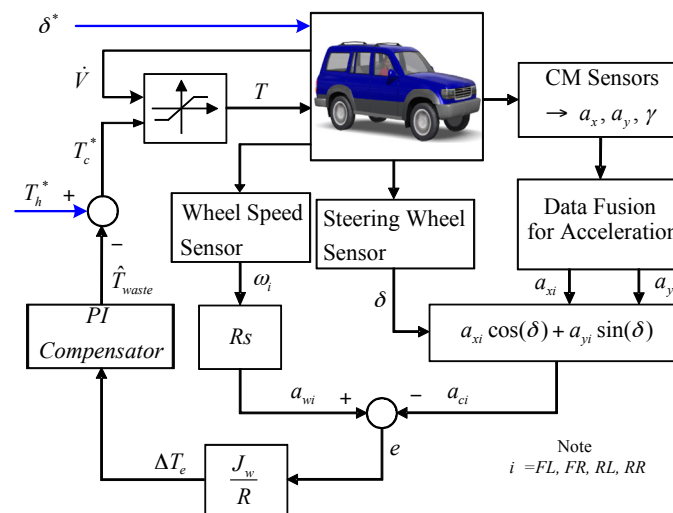 δ*
V̇
T
CM Sensors
→ a_x, a_y, γ
T_c*
T_h* +
−
T̂_waste
Wheel Speed
Sensor
Steering Wheel
Sensor
Data Fusion
for Acceleration
ω_i
δ
a_xi
a_y
PI
Compensator
Rs
a_xi cos(δ) + a_yi sin(δ)
a_wi + − a_ci
e
ΔT_e
J_w
R
Note
i =FL, FR, RL, RR